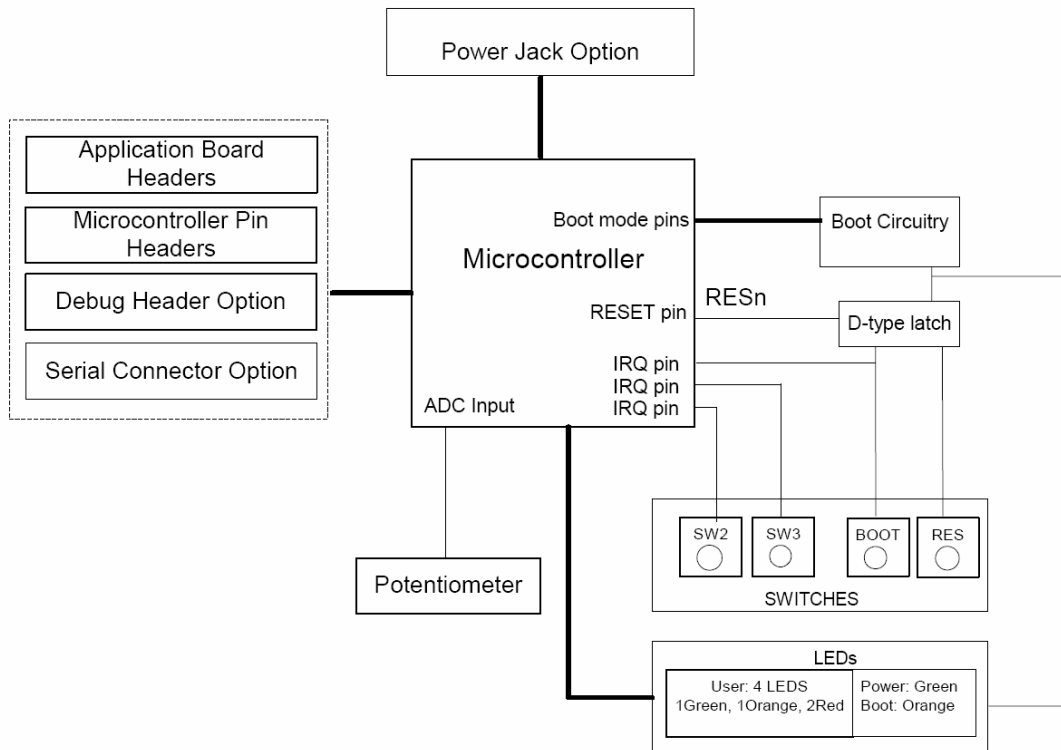 Power Jack Option
Application Board
Headers
Microcontroller Pin
Headers
Debug Header Option
Serial Connector Option
Boot mode pins
Microcontroller
RESET pin
IRQ pin
IRQ pin
IRQ pin
ADC Input
RESn
Boot Circuitry
D-type latch
Potentiometer
SW2
SW3
BOOT
RES
SWITCHES
LEDs
User: 4 LEDS
1Green, 1Orange, 2Red
Power: Green
Boot: Orange